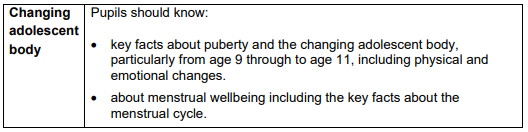 Changing adolescent body
Pupils should know:
• key facts about puberty and the changing adolescent body,
particularly from age 9 through to age 11, including physical and
emotional changes.
• about menstrual wellbeing including the key facts about the
menstrual cycle.